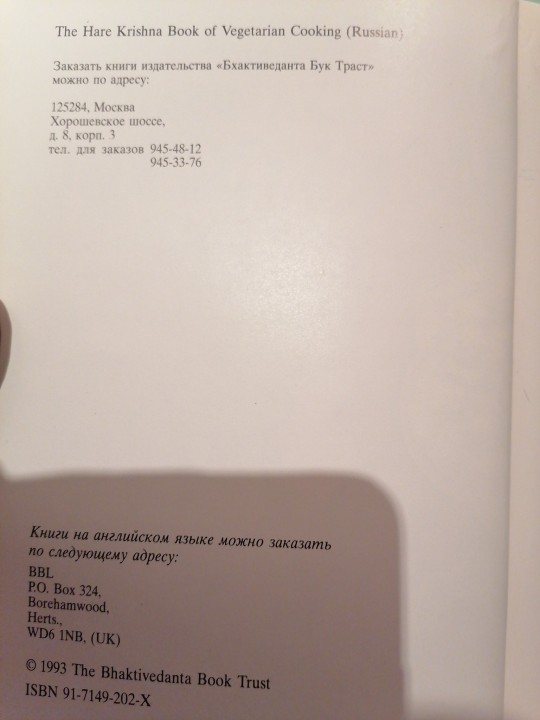 The Hare Krishna Book of Vegetarian Cooking (Russian)
Заказать книги издательства «Бхактиведанта Бук Траст»
можно по адресу:
125284, Москва
Хорошевское шоссе,
д. 8, корп. 3
тел. для заказов 945-48-12
945-33-76
Книги на английском языке можно заказать
по следующему адресу:
BBL
P.O. Box 324,
Borehamwood,
Herts.,
WD6 1NB, (UK)
© 1993 The Bhaktivedanta Book Trust
ISBN 91-7149-202-X